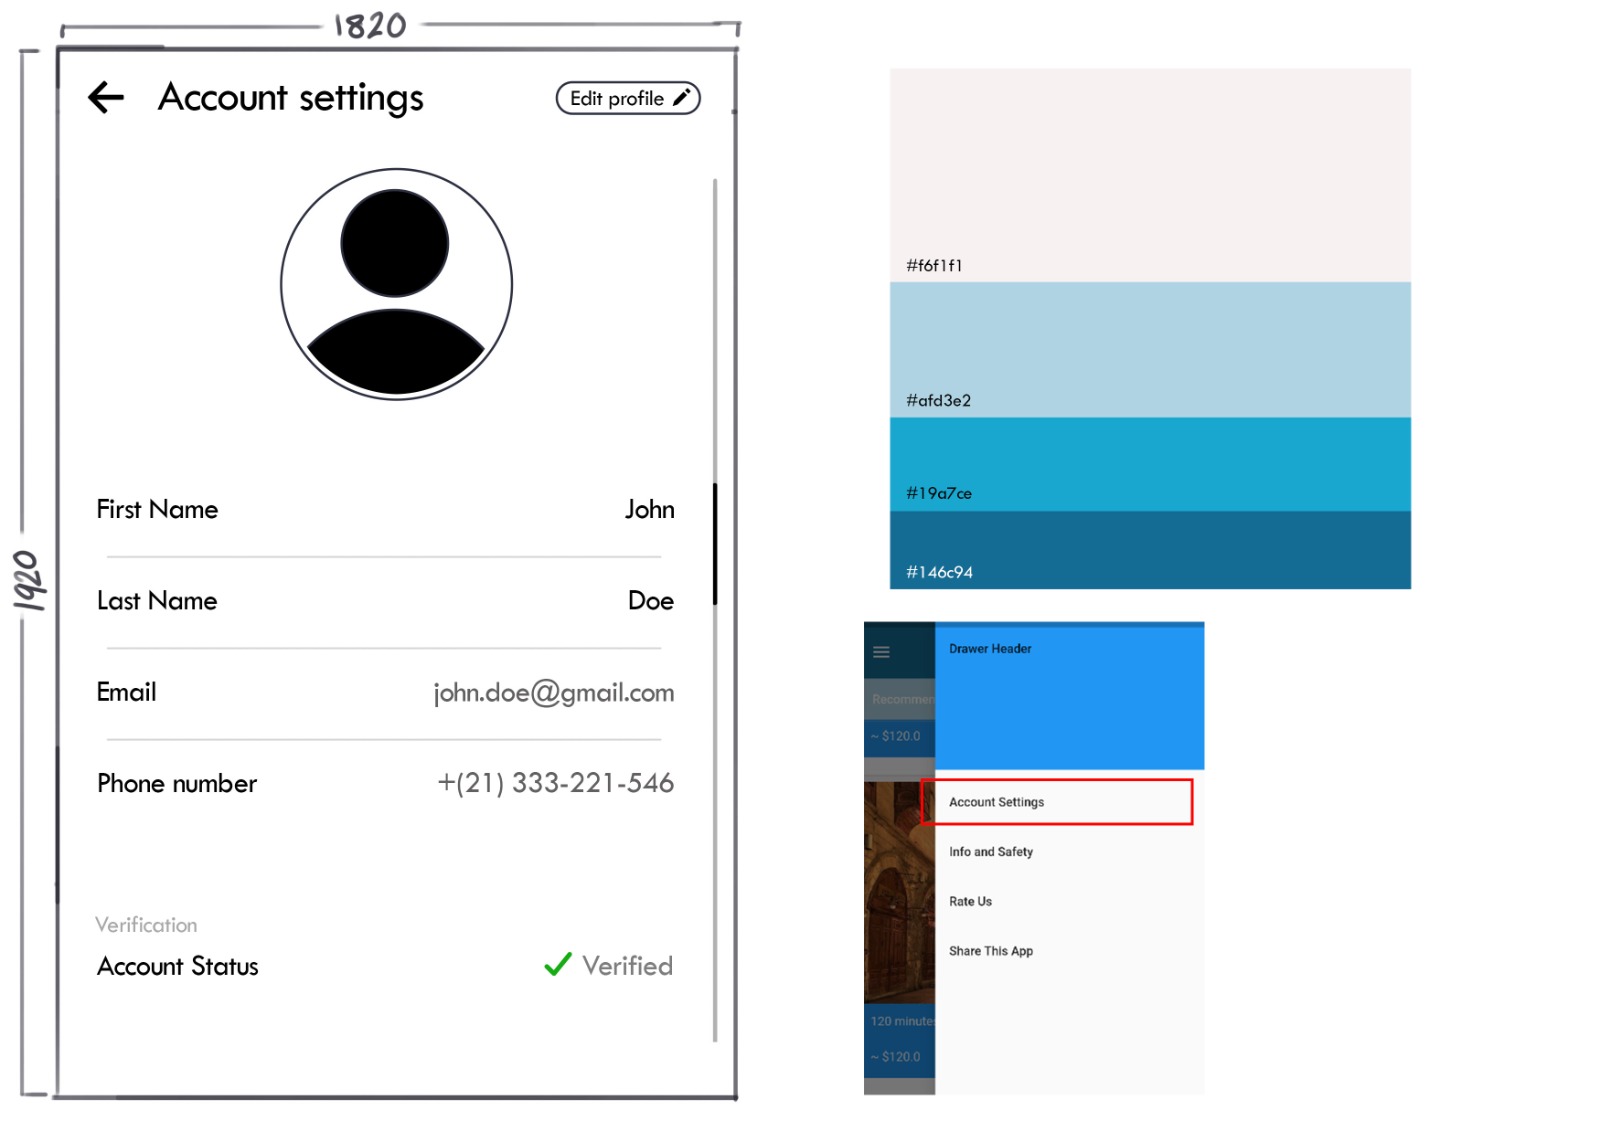 1820
1920
Account settings
Edit profile
First Name John
Last Name Doe
Email john.doe@gmail.com
Phone number +(21) 333-221-546
Verification
Account Status Verified
#f6f1f1
#afd3e2
#19a7ce
#146c94
Drawer Header
Recommen
~ $120.0
Account Settings
Info and Safety
Rate Us
Share This App
120 minute
~ $120.0